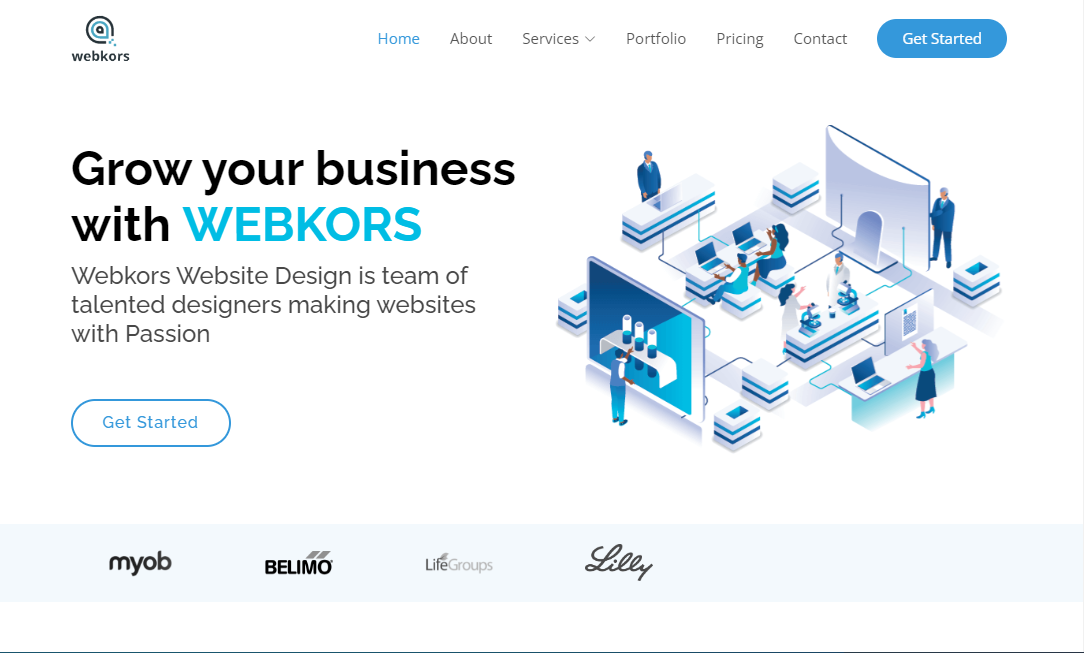 webkors
Home About Services Portfolio Pricing Contact Get Started
Grow your business
with WEBKORS
Webkors Website Design is team of
talented designers making websites
with Passion
Get Started
myob BELIMO LifeGroups Lilly